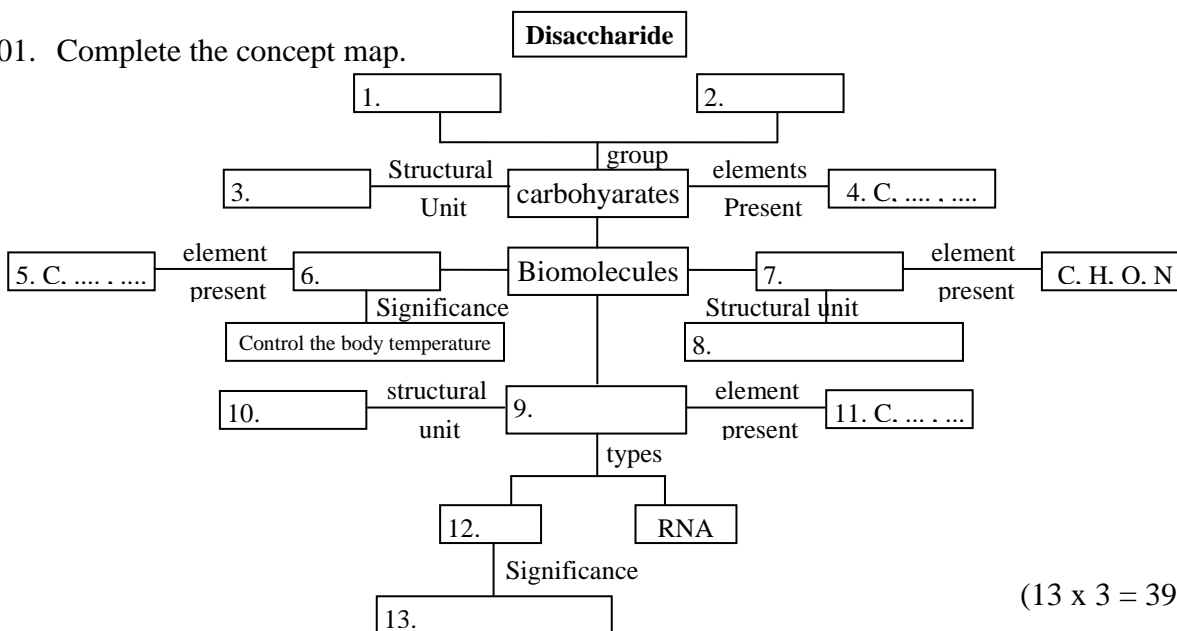 Disaccharide
01. Complete the concept map.
1.
2.
group
3.
Structural
Unit
carbohyarates
elements
Present
4. C, .... , ....
5. C. .... , ....
element
present
6.
Biomolecules
7.
element
present
C. H. O. N
Significance
Control the body temperature
Structural unit
8.
10.
structural
unit
9.
element
present
11. C. ... , ...
types
12.
RNA
Significance
13.
(13 x 3 = 39